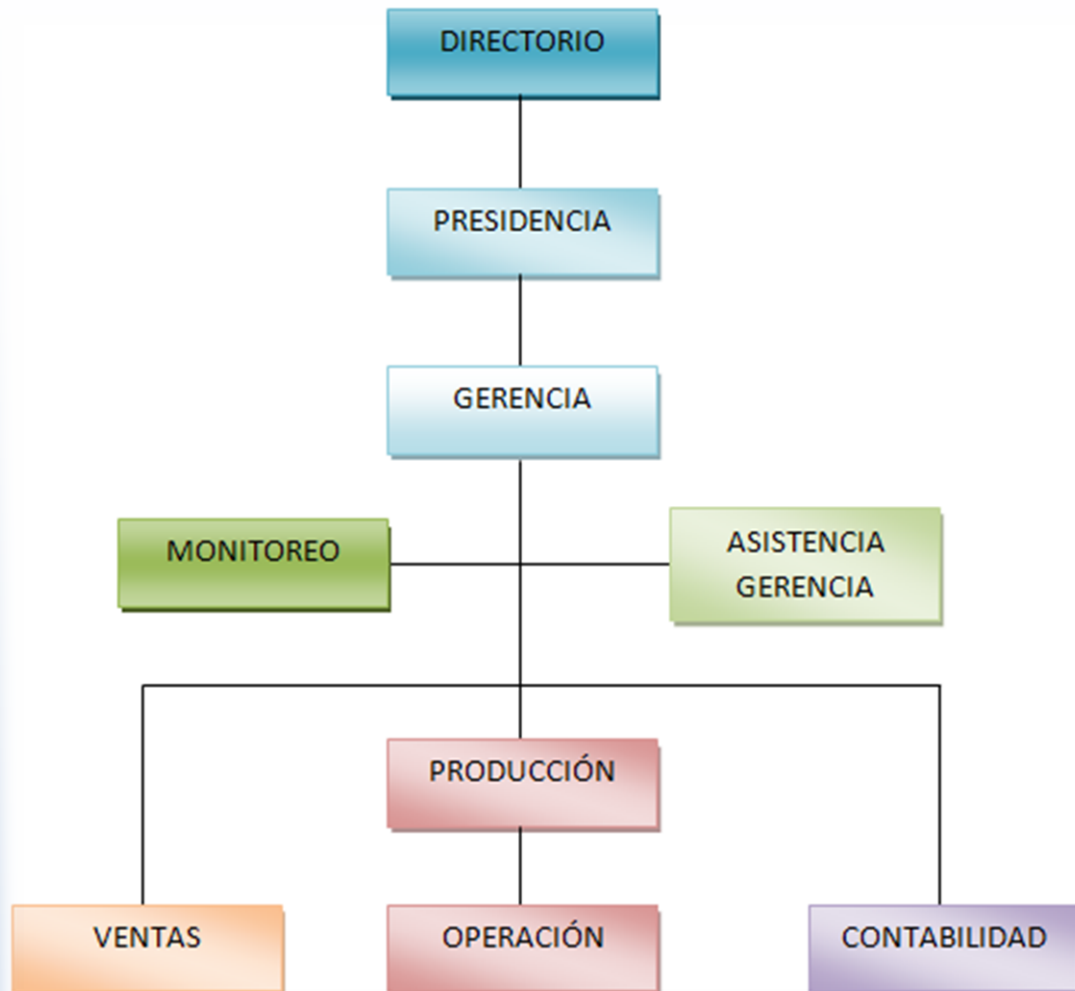 DIRECTORIO
PRESIDENCIA
GERENCIA
MONITOREO
ASISTENCIA
GERENCIA
PRODUCCIÓN
VENTAS
OPERACIÓN
CONTABILIDAD